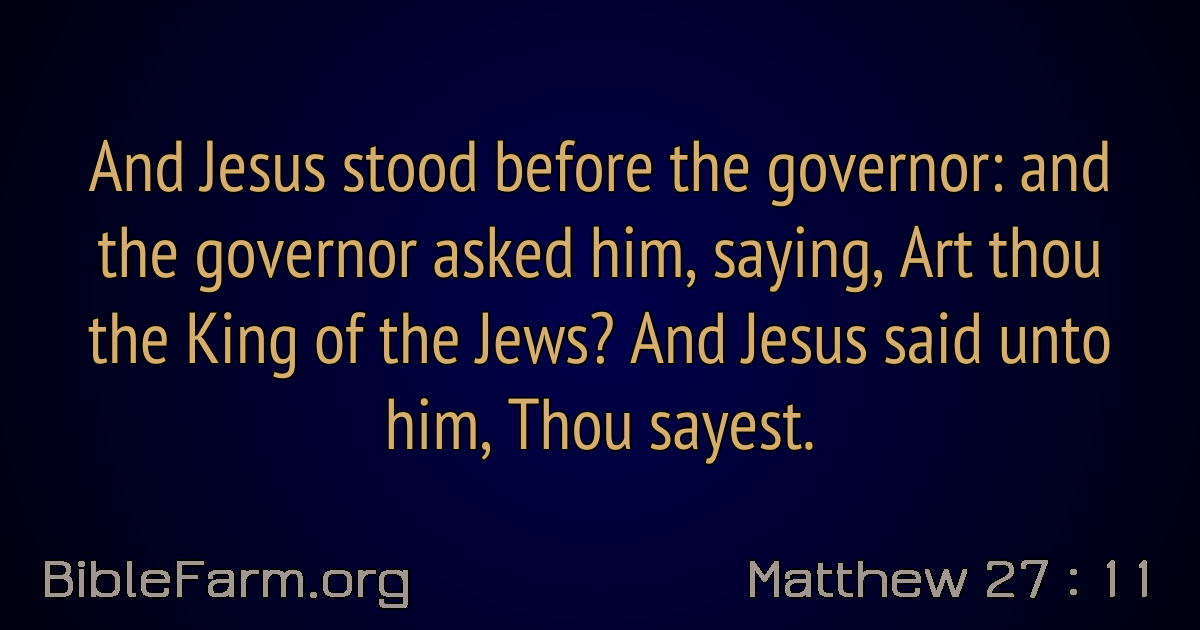 And Jesus stood before the governor: and
the governor asked him, saying, Art thou
the King of the Jews? And Jesus said unto
him, Thou sayest.
BibleFarm.org
Matthew 27 : 11